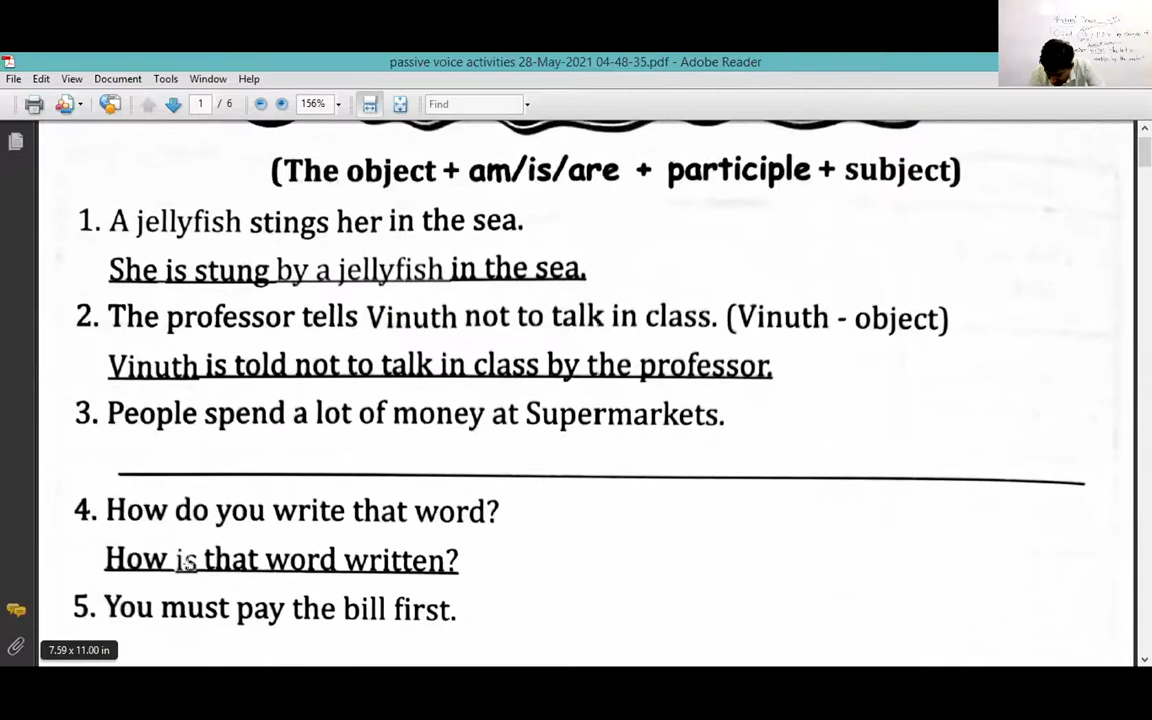 passive voice activities 28-May-2021 04-48-35.pdf - Adobe Reader
File Edit View Document Tools Window Help
1 / 6 156% Find
(The object + am/is/are + participle + subject)
1. A jellyfish stings her in the sea.
She is stung by a jellyfish in the sea.
2. The professor tells Vinuth not to talk in class. (Vinuth - object)
Vinuth is told not to talk in class by the professor.
3. People spend a lot of money at Supermarkets.
4. How do you write that word?
How is that word written?
5. You must pay the bill first.
7.59 x 11.00 in